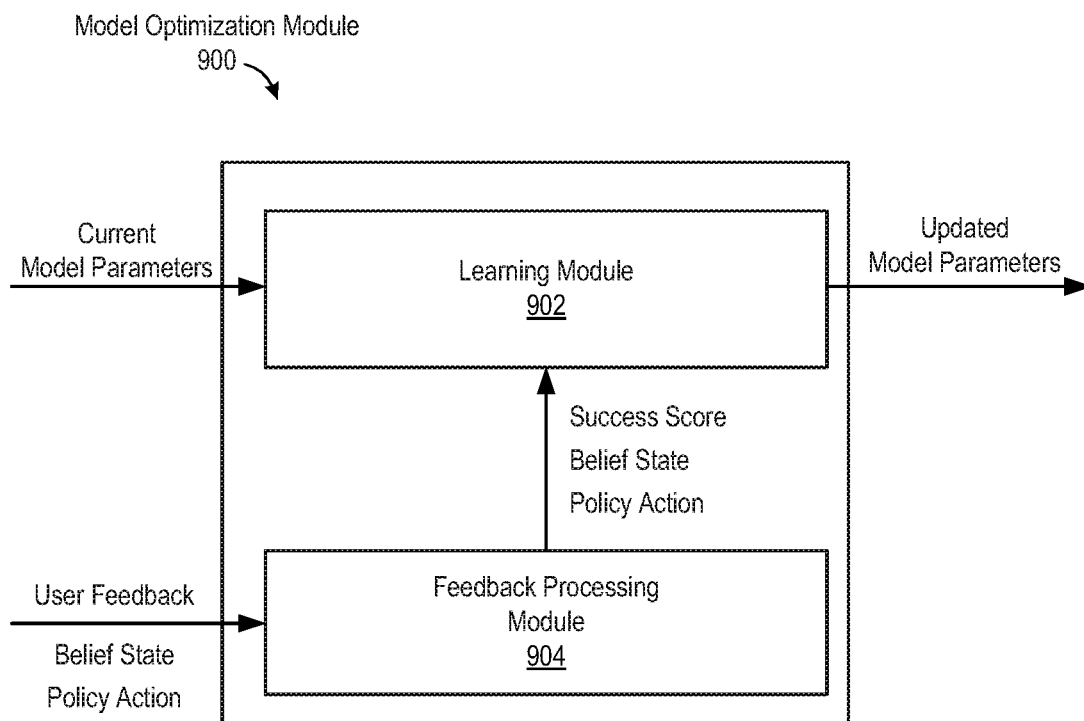 Model Optimization Module
900
Current
Model Parameters
Learning Module
902
Updated
Model Parameters
Success Score
Belief State
Policy Action
User Feedback
Belief State
Policy Action
Feedback Processing
Module
904